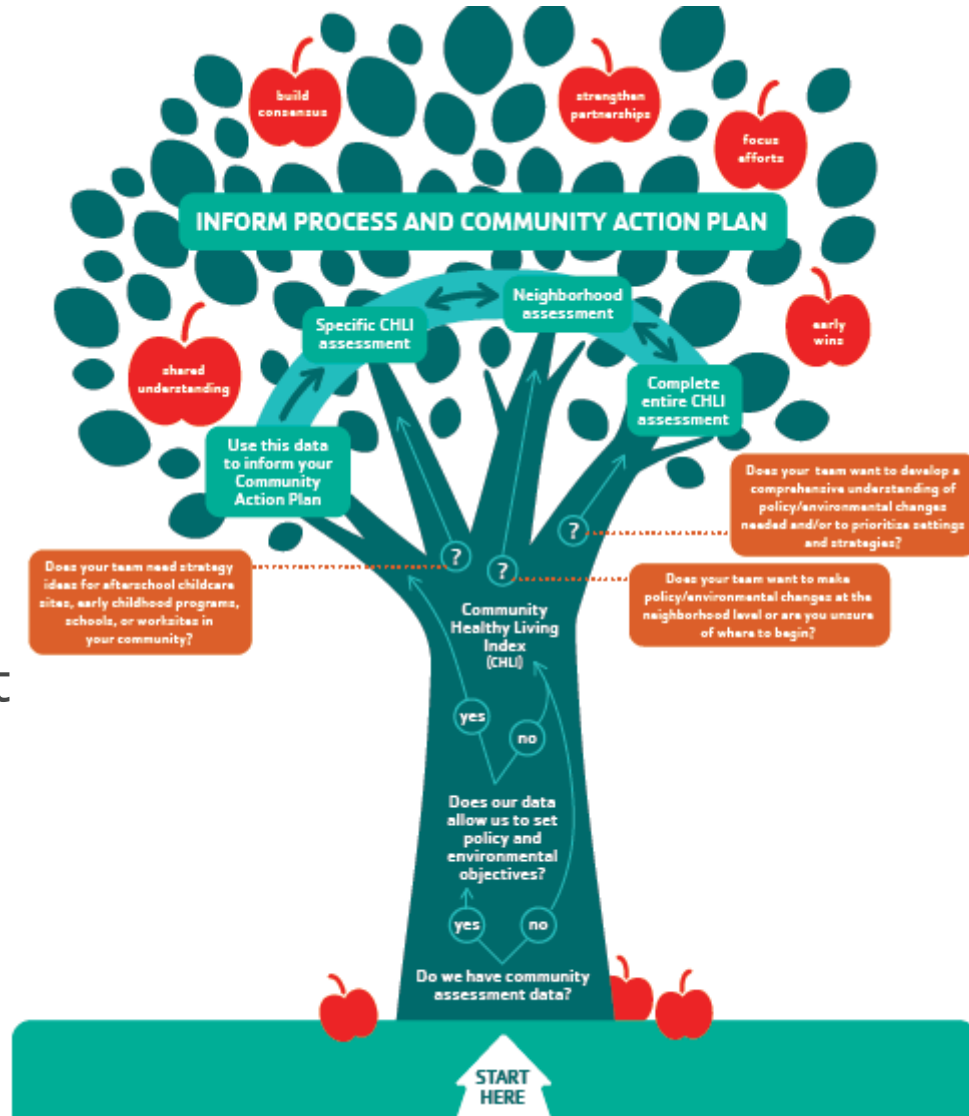 build
consensus
strengthen
partnerships
focus
efforts
INFORM PROCESS AND COMMUNITY ACTION PLAN
Neighborhood
assessment
Specific CHLI
assessment
early
wins
shared
understanding
Complete
entire CHLI
assessment
Use this data
to inform your
Community
Action Plan
Does your team want to develop a
comprehensive understanding of
policy/environmental changes
needed and/or to prioritize settings
and strategies?
?
?
?
Does your team need strategy
ideas for afterschool childcare
sites, early childhood programs,
schools, or worksites in
your community?
Does your team want to make
policy/environmental changes at the
neighborhood level or are you unsure
of where to begin?
Community
Healthy Living
Index
(CHLI)
t
yes
no
Does our data
allow us to set
policy and
environmental
objectives?
yes
no
Do we have community
assessment data?
START
HERE